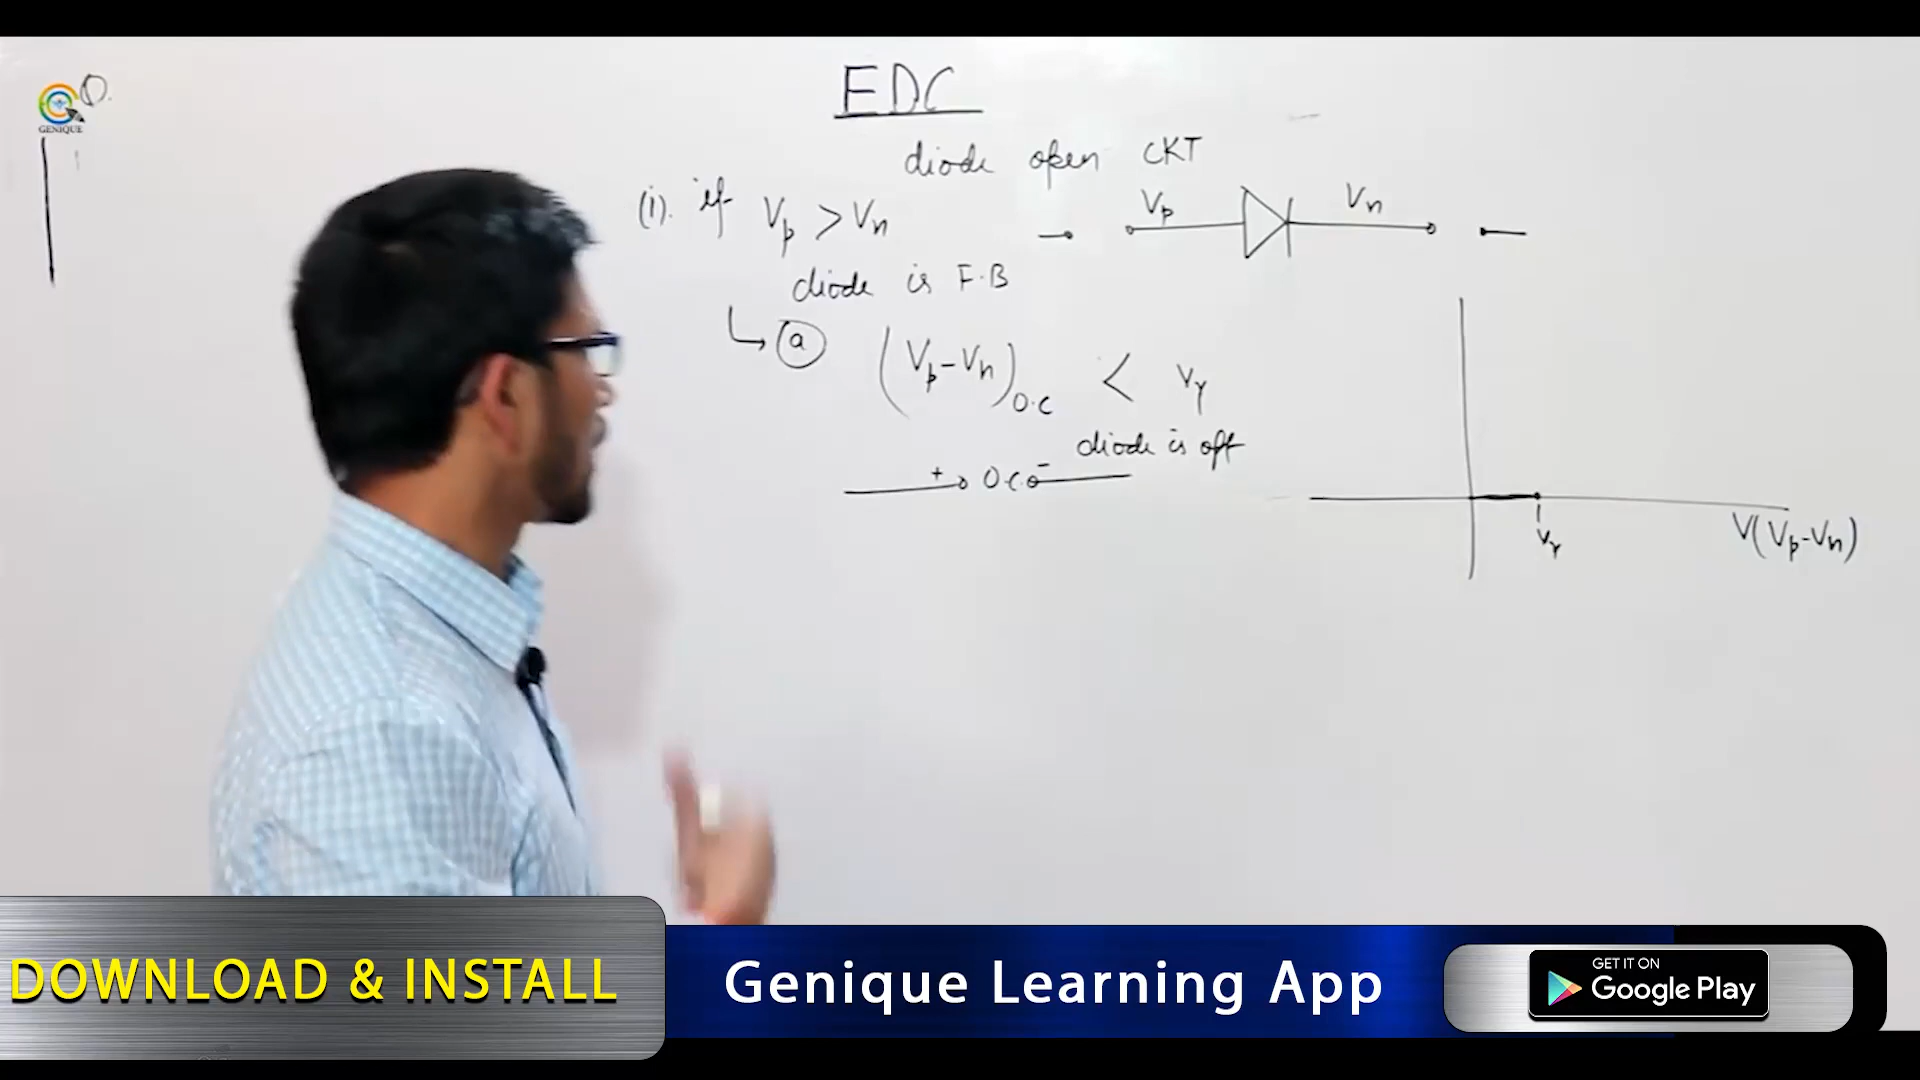 GENIQUE
EDC
diode open CKT
(i). if Vp > Vn
Vp
Vn
diode is F.B
→ (a) (Vp - Vn)O.C < Vγ
diode is off
+ O.C -
Vγ
V(Vp-Vn)
DOWNLOAD & INSTALL
Genique Learning App
GET IT ON
Google Play